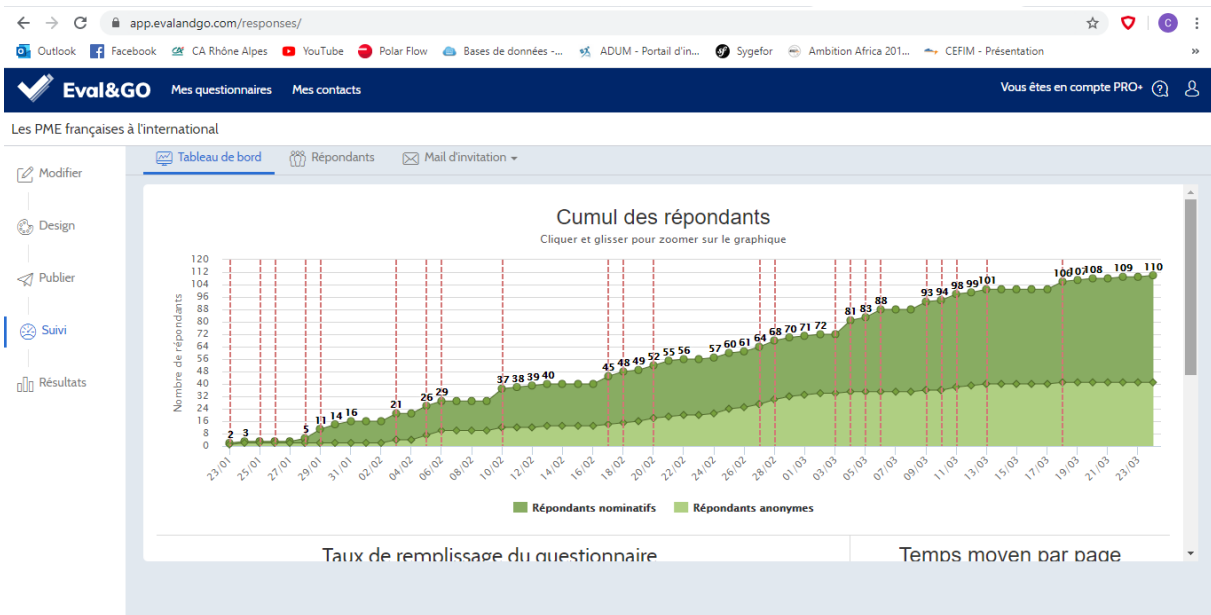 app.evalandgo.com/responses/
C
Outlook Facebook CA Rhône Alpes YouTube Polar Flow Bases de données -... ADUM - Portail d'in... Sygefor Ambition Africa 201... CEFIM - Présentation »
Eval&GO Mes questionnaires Mes contacts Vous êtes en compte PRO+
Les PME françaises à l'international
Tableau de bord Répondants Mail d'invitation
Modifier
Design
Publier
Suivi
Résultats
Cumul des répondants
Cliquer et glisser pour zoomer sur le graphique
Nombre de répondants
120
112
104
96
88
80
72
64
56
48
40
32
24
16
8
0
2 3 5 11 14 16 21 26 29 37 38 39 40 45 48 49 52 55 56 57 60 61 64 68 70 71 72 81 83 88 93 94 98 99 101 106 107 108 109 110
23/01 25/01 27/01 29/01 31/01 02/02 04/02 06/02 08/02 10/02 12/02 14/02 16/02 18/02 20/02 22/02 24/02 26/02 28/02 01/03 03/03 05/03 07/03 09/03 11/03 13/03 15/03 17/03 19/03 21/03 23/03
Répondants nominatifs Répondants anonymes
Taux de remplissage du questionnaire Temps moyen par page